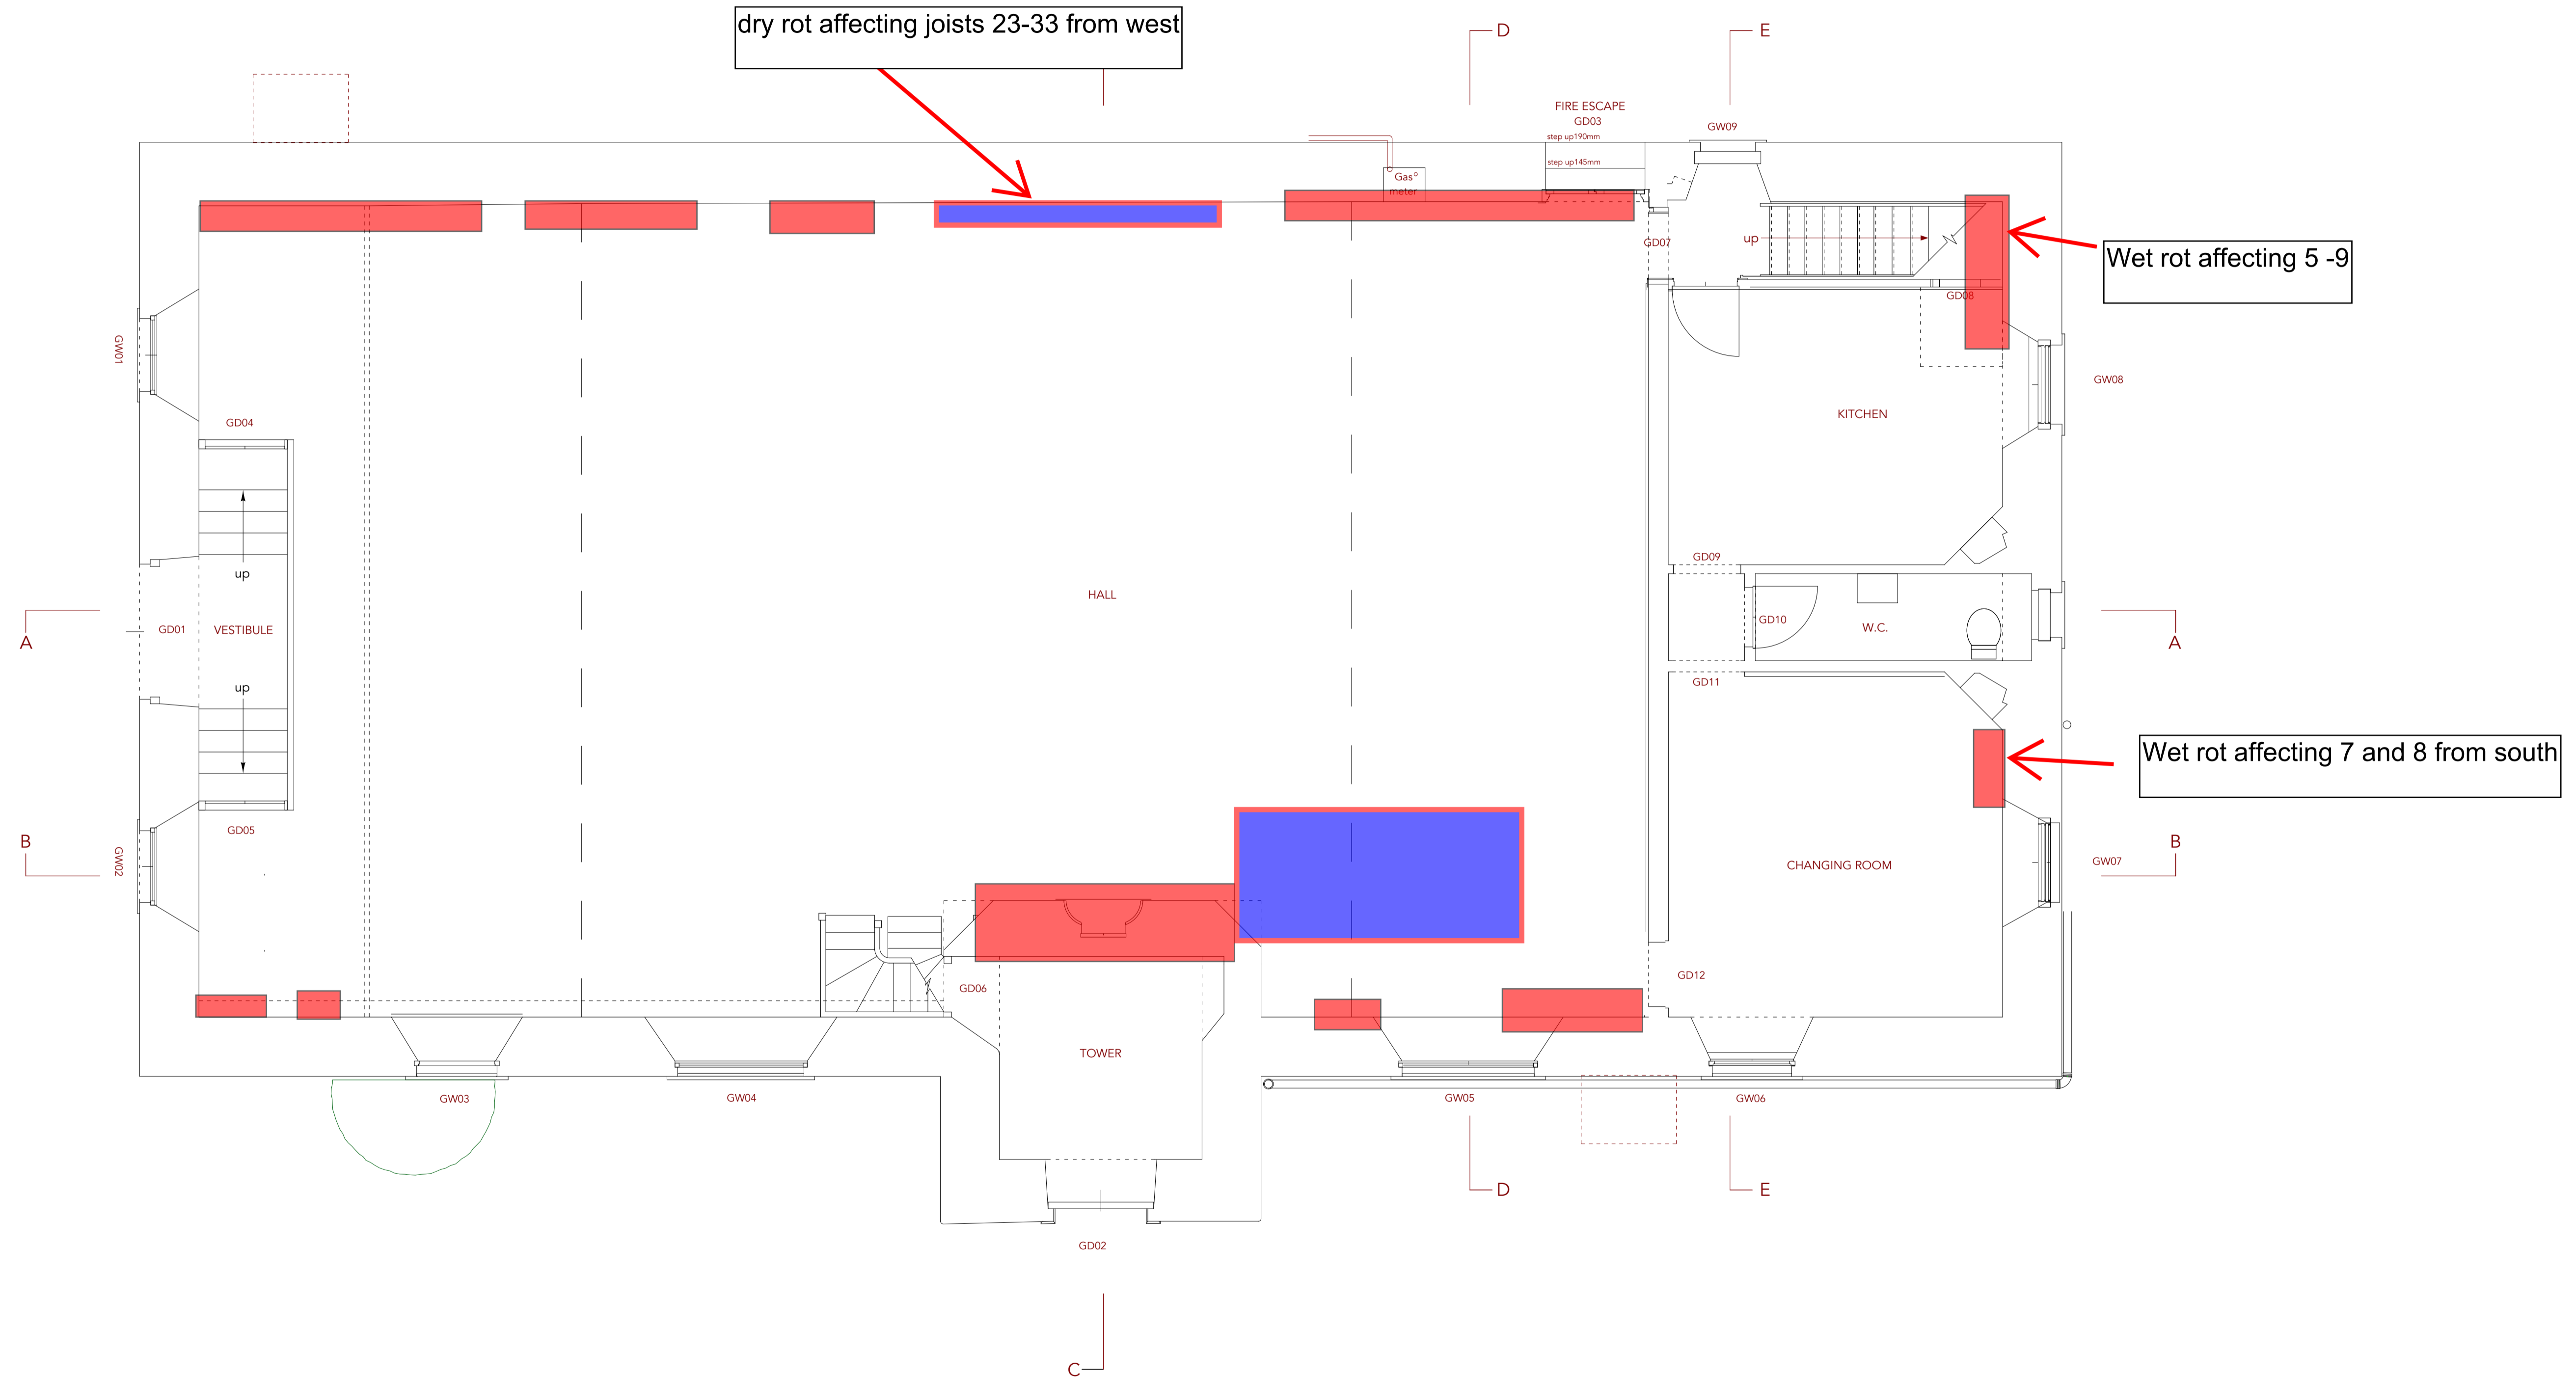 dry rot affecting joists 23-33 from west
D
E
FIRE ESCAPE
GD03
step up190mm
step up145mm
GW09
Gas
meter
GD07
up
Wet rot affecting 5 -9
GD08
GW01
GW08
GD04
KITCHEN
up
GD09
HALL
GD01
VESTIBULE
GD10
W.C.
A
A
up
GD11
Wet rot affecting 7 and 8 from south
GD05
B
B
GW02
CHANGING ROOM
GW07
GD12
GD06
TOWER
GW03
GW04
GW05
GW06
D
E
GD02
C